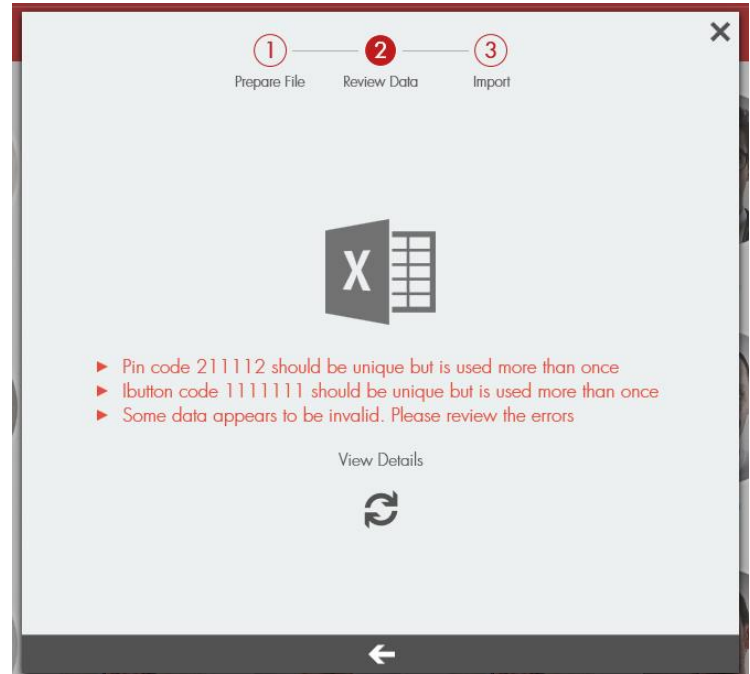 1
2
3
Prepare File
Review Data
Import
X
Pin code 211112 should be unique but is used more than once
Ibutton code 1111111 should be unique but is used more than once
Some data appears to be invalid. Please review the errors
View Details